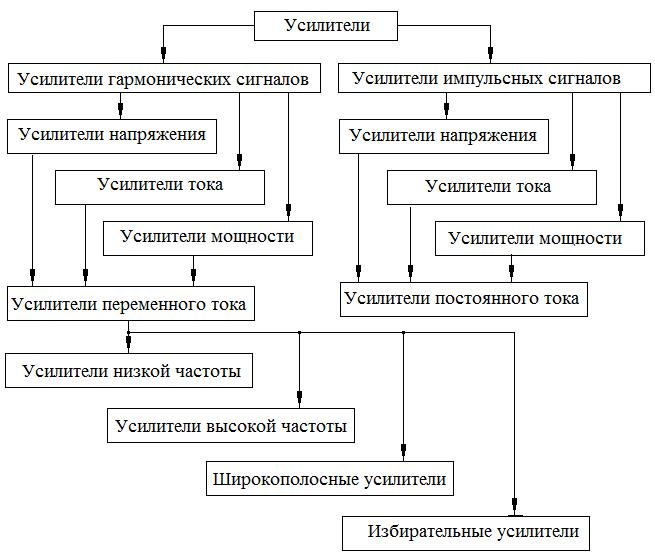 Усилители
Усилители гармонических сигналов
Усилители импульсных сигналов
Усилители напряжения
Усилители напряжения
Усилители тока
Усилители тока
Усилители мощности
Усилители мощности
Усилители переменного тока
Усилители постоянного тока
Усилители низкой частоты
Усилители высокой частоты
Широкополосные усилители
Избирательные усилители